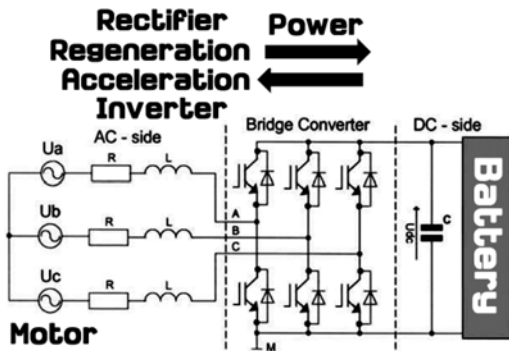 Rectifier
Power
Regeneration
Acceleration
Inverter
AC - side
Bridge Converter
DC - side
Ua
R
L
Ub
R
L
Uc
R
L
A
B
C
Udc
C
Battery
Motor
M